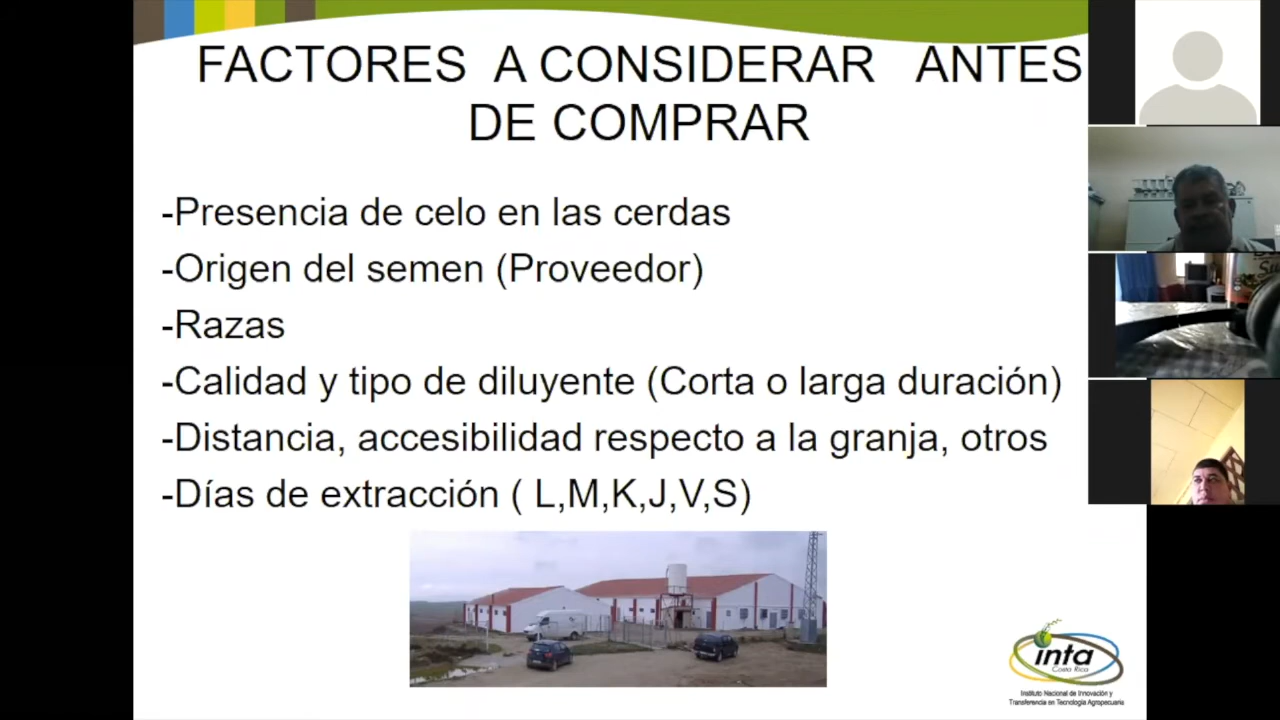 FACTORES A CONSIDERAR ANTES
DE COMPRAR
-Presencia de celo en las cerdas
-Origen del semen (Proveedor)
-Razas
-Calidad y tipo de diluyente (Corta o larga duración)
-Distancia, accesibilidad respecto a la granja, otros
-Días de extracción ( L,M,K,J,V,S)
inta
Costa Rica
Instituto Nacional de Innovación y
Transferencia en Tecnología Agropecuaria